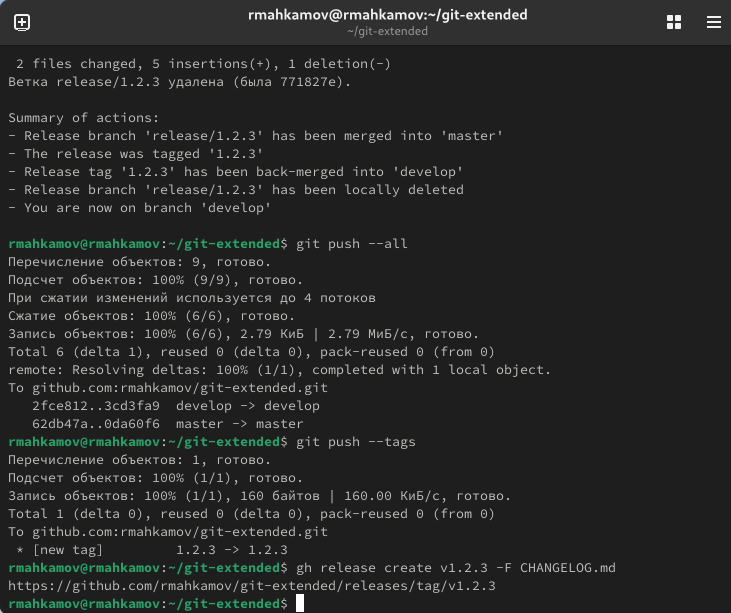 rmahkamov@rmahkamov:~/git-extended
~/git-extended
 2 files changed, 5 insertions(+), 1 deletion(-)
Ветка release/1.2.3 удалена (была 771827e).
Summary of actions:
- Release branch 'release/1.2.3' has been merged into 'master'
- The release was tagged '1.2.3'
- Release tag '1.2.3' has been back-merged into 'develop'
- Release branch 'release/1.2.3' has been locally deleted
- You are now on branch 'develop'
rmahkamov@rmahkamov:~/git-extended$ git push --all
Перечисление объектов: 9, готово.
Подсчет объектов: 100% (9/9), готово.
При сжатии изменений используется до 4 потоков
Сжатие объектов: 100% (6/6), готово.
Запись объектов: 100% (6/6), 2.79 КиБ | 2.79 МиБ/с, готово.
Total 6 (delta 1), reused 0 (delta 0), pack-reused 0 (from 0)
remote: Resolving deltas: 100% (1/1), completed with 1 local object.
To github.com:rmahkamov/git-extended.git
   2fce812..3cd3fa9  develop -> develop
   62db47a..0da60f6  master -> master
rmahkamov@rmahkamov:~/git-extended$ git push --tags
Перечисление объектов: 1, готово.
Подсчет объектов: 100% (1/1), готово.
Запись объектов: 100% (1/1), 160 байтов | 160.00 КиБ/с, готово.
Total 1 (delta 0), reused 0 (delta 0), pack-reused 0 (from 0)
To github.com:rmahkamov/git-extended.git
 * [new tag]         1.2.3 -> 1.2.3
rmahkamov@rmahkamov:~/git-extended$ gh release create v1.2.3 -F CHANGELOG.md
https://github.com/rmahkamov/git-extended/releases/tag/v1.2.3
rmahkamov@rmahkamov:~/git-extended$